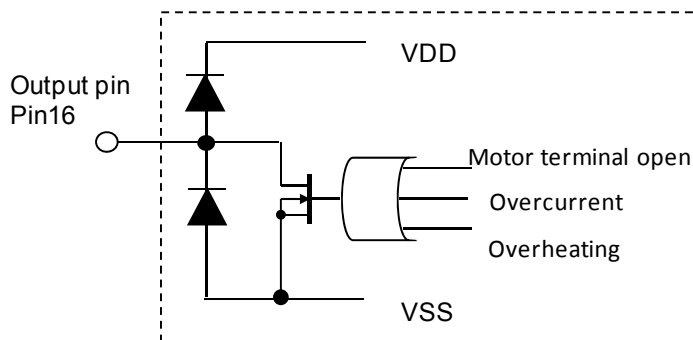 VDD
Output pin
Pin16
Motor terminal open
Overcurrent
Overheating
VSS